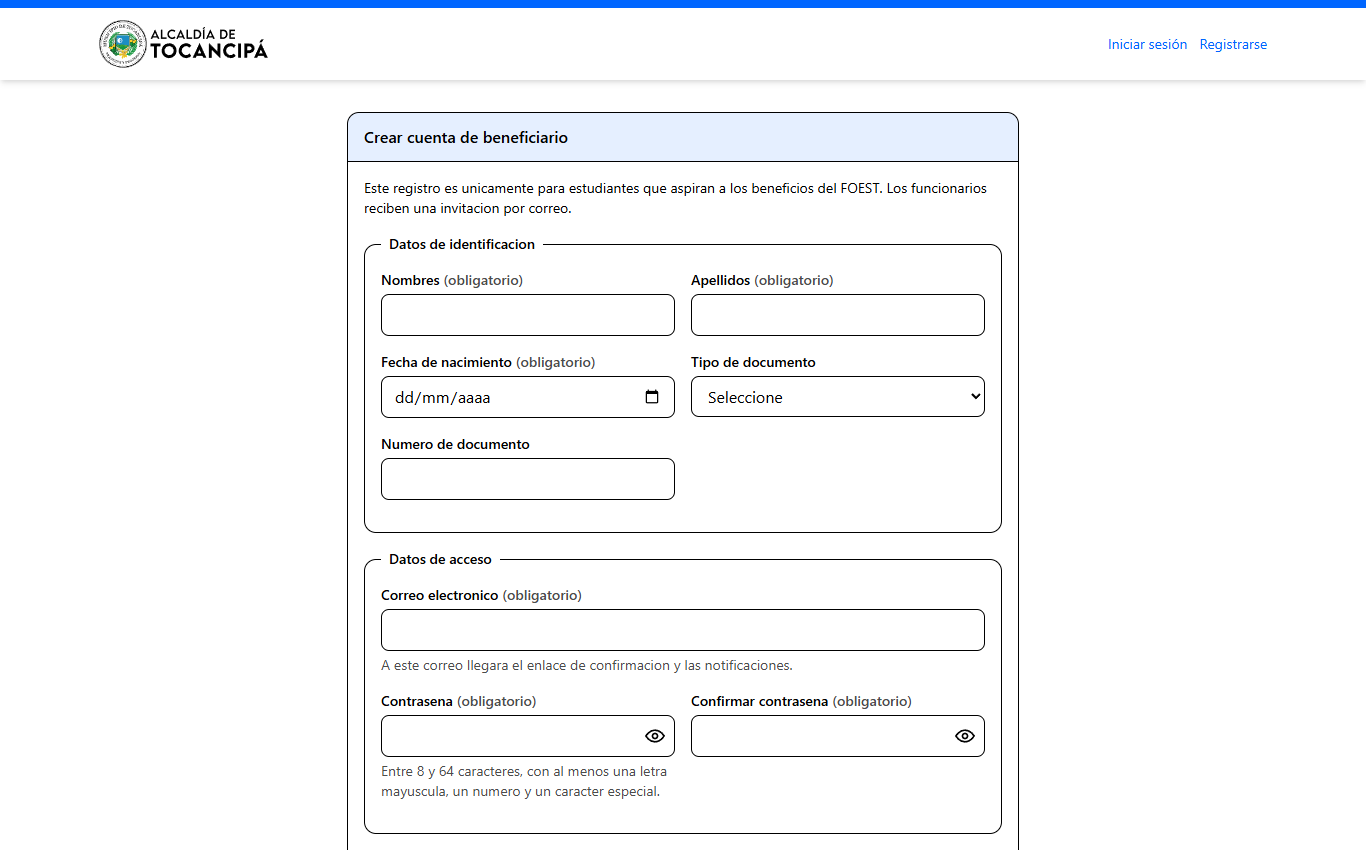 ALCALDÍA DE
TOCANCIPÁ
Iniciar sesión Registrarse
Crear cuenta de beneficiario
Este registro es unicamente para estudiantes que aspiran a los beneficios del FOEST. Los funcionarios
reciben una invitacion por correo.
Datos de identificacion
Nombres (obligatorio) Apellidos (obligatorio)
Fecha de nacimiento (obligatorio) Tipo de documento
dd/mm/aaaa Seleccione
Numero de documento
Datos de acceso
Correo electronico (obligatorio)
A este correo llegara el enlace de confirmacion y las notificaciones.
Contrasena (obligatorio) Confirmar contrasena (obligatorio)
Entre 8 y 64 caracteres, con al menos una letra
mayuscula, un numero y un caracter especial.